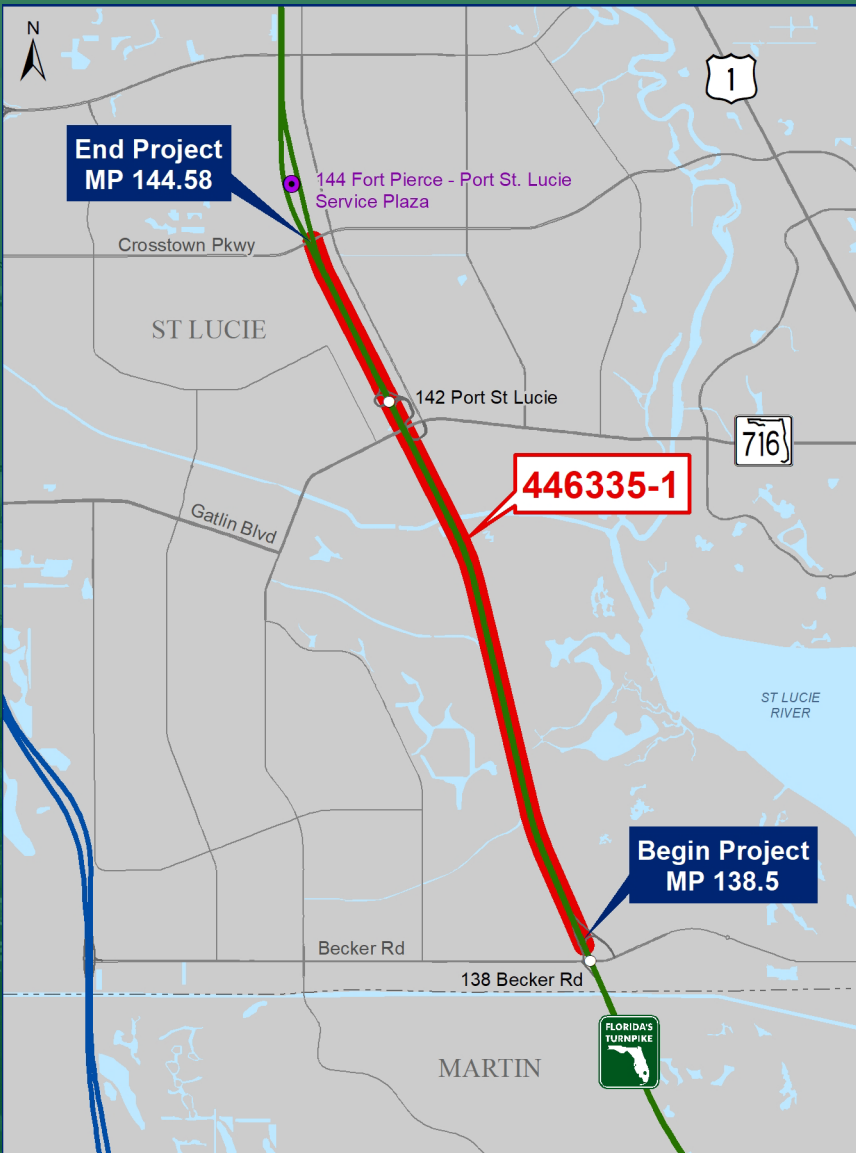 N
1
End Project
MP 144.58
144 Fort Pierce - Port St. Lucie
Service Plaza
Crosstown Pkwy
ST LUCIE
142 Port St Lucie
716
446335-1
Gatlin Blvd
ST LUCIE
RIVER
Begin Project
MP 138.5
Becker Rd
138 Becker Rd
FLORIDA'S
TURNPIKE
MARTIN